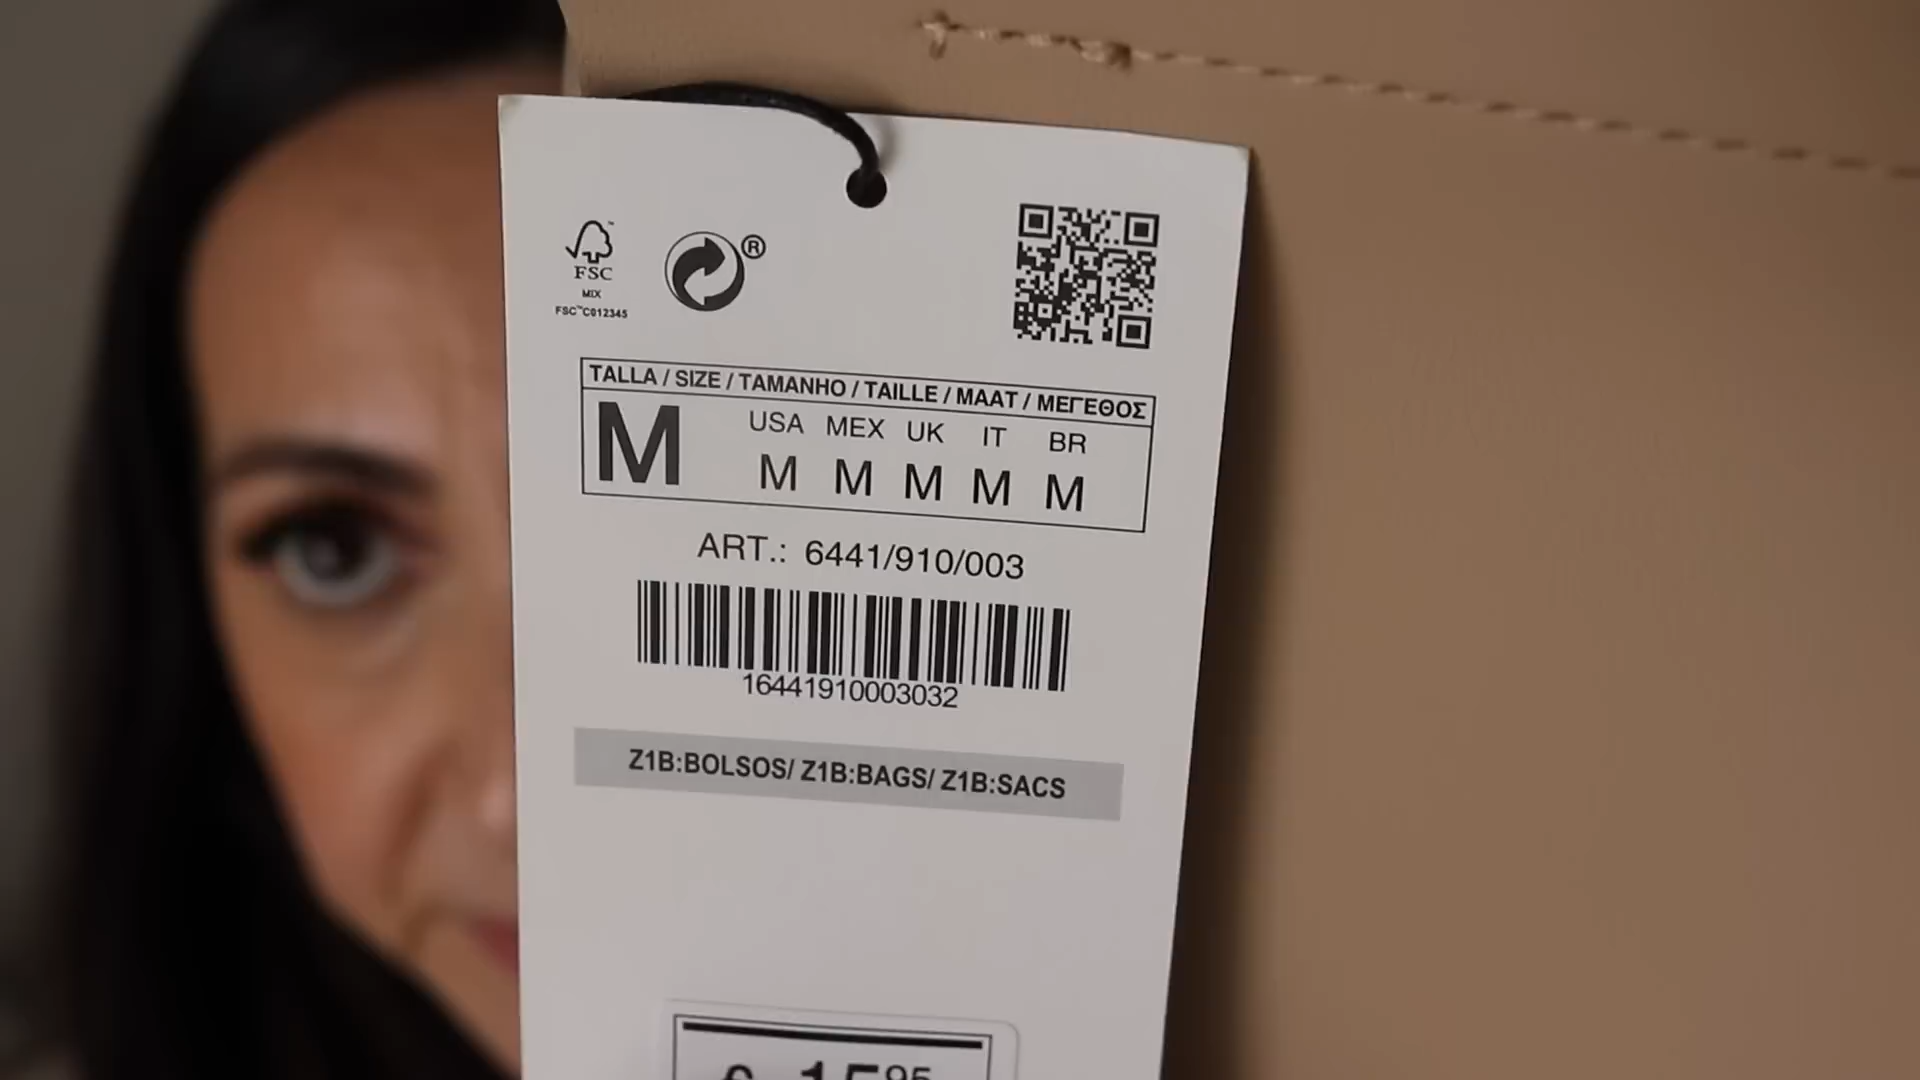 FSC
MIX
FSC™C012345
®
TALLA / SIZE / TAMANHO / TAILLE / MAAT / ΜΕΓΕΘΟΣ
M
USA MEX UK IT BR
M M M M M
ART.: 6441/910/003
16441910003032
Z1B:BOLSOS/ Z1B:BAGS/ Z1B:SACS